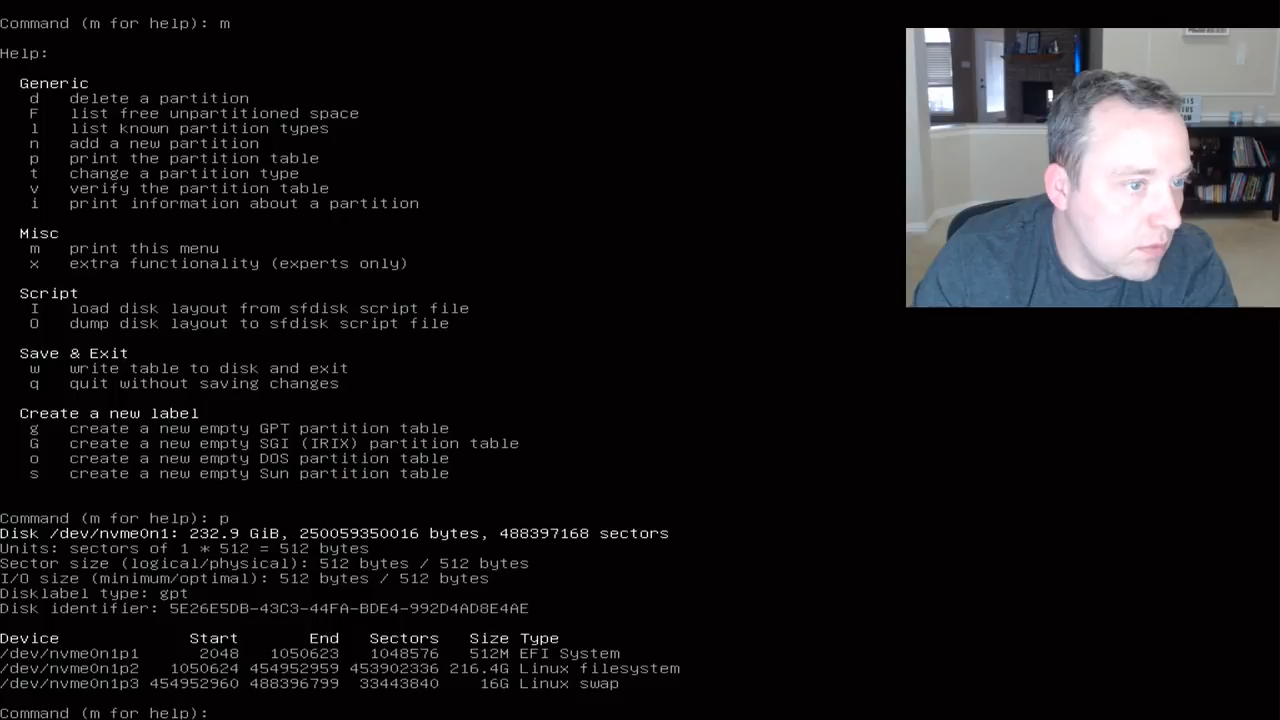 Command (m for help): m
Help:
Generic
d delete a partition
F list free unpartitioned space
l list known partition types
n add a new partition
p print the partition table
t change a partition type
v verify the partition table
i print information about a partition
Misc
m print this menu
x extra functionality (experts only)
Script
I load disk layout from sfdisk script file
O dump disk layout to sfdisk script file
Save & Exit
w write table to disk and exit
q quit without saving changes
Create a new label
g create a new empty GPT partition table
G create a new empty SGI (IRIX) partition table
o create a new empty DOS partition table
s create a new empty Sun partition table
Command (m for help): p
Disk /dev/nvme0n1: 232.9 GiB, 250059350016 bytes, 488397168 sectors
Units: sectors of 1 * 512 = 512 bytes
Sector size (logical/physical): 512 bytes / 512 bytes
I/O size (minimum/optimal): 512 bytes / 512 bytes
Disklabel type: gpt
Disk identifier: 5E26E5DB-43C3-44FA-BDE4-992D4AD8E4AE
Device Start End Sectors Size Type
/dev/nvme0n1p1 2048 1050623 1048576 512M EFI System
/dev/nvme0n1p2 1050624 454952959 453902336 216.4G Linux filesystem
/dev/nvme0n1p3 454952960 488396799 33443840 16G Linux swap
Command (m for help):